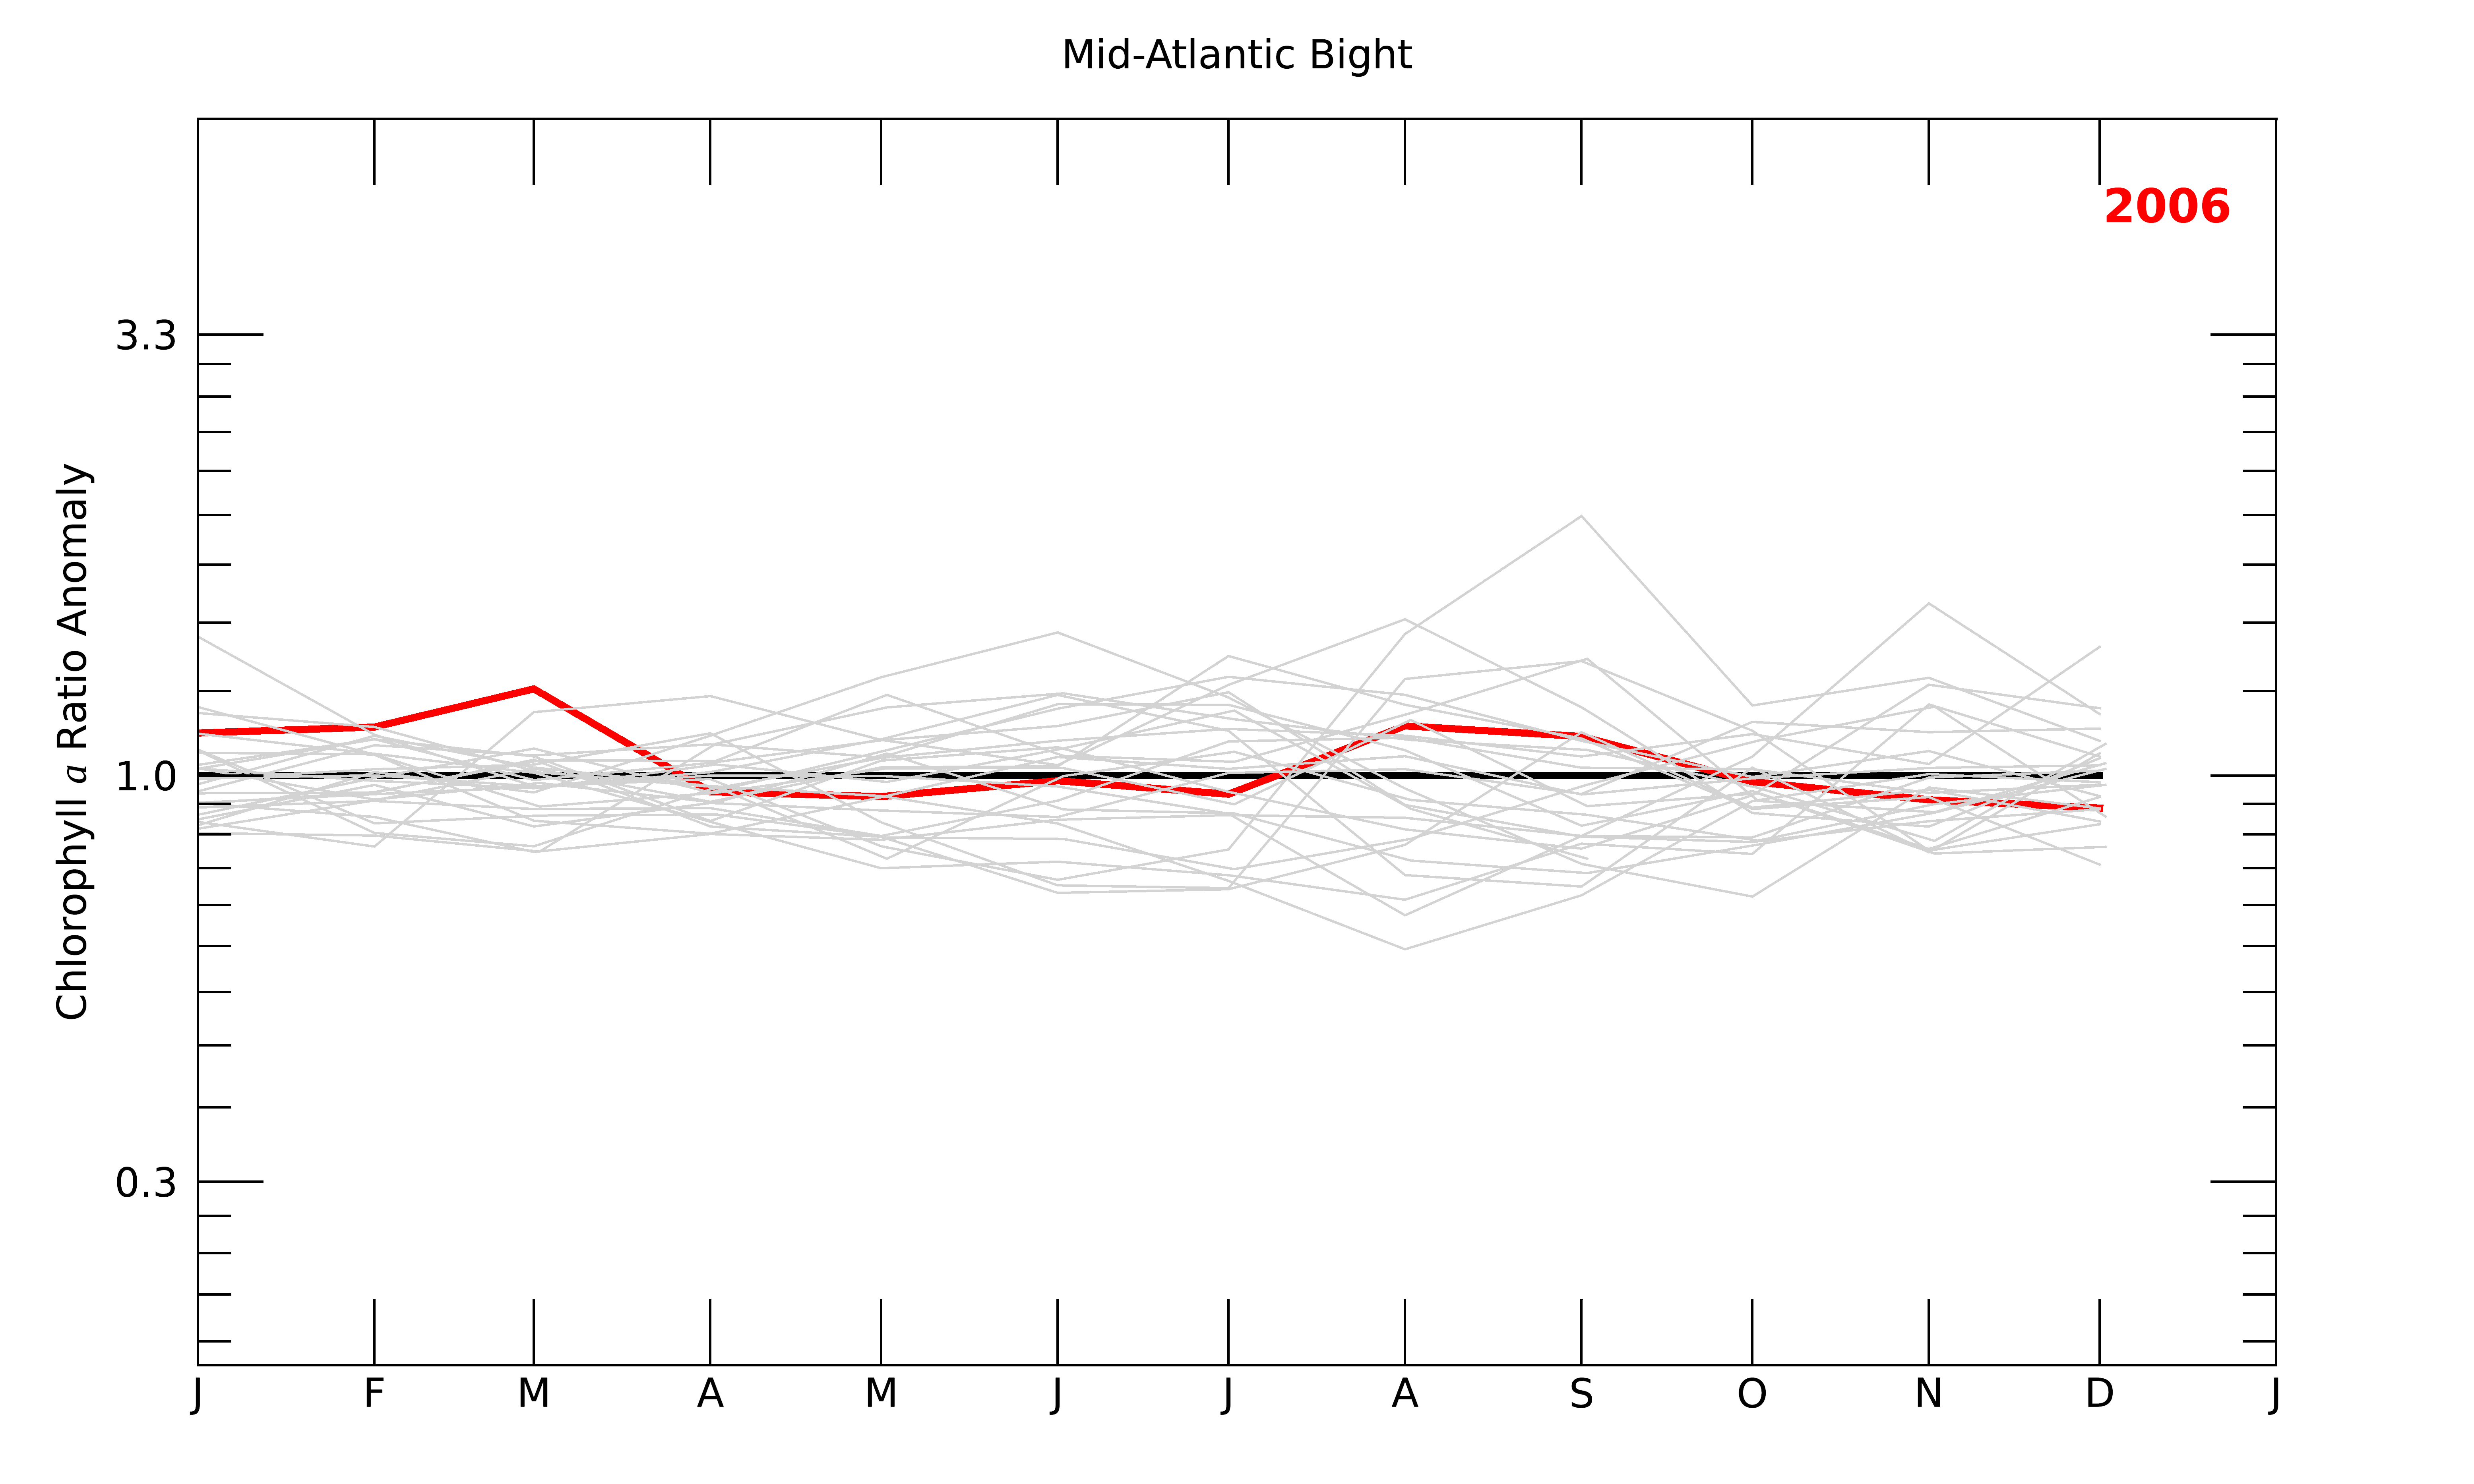 Mid-Atlantic Bight
2006
Chlorophyll a Ratio Anomaly
3.3
1.0
0.3
J F M A M J J A S O N D J